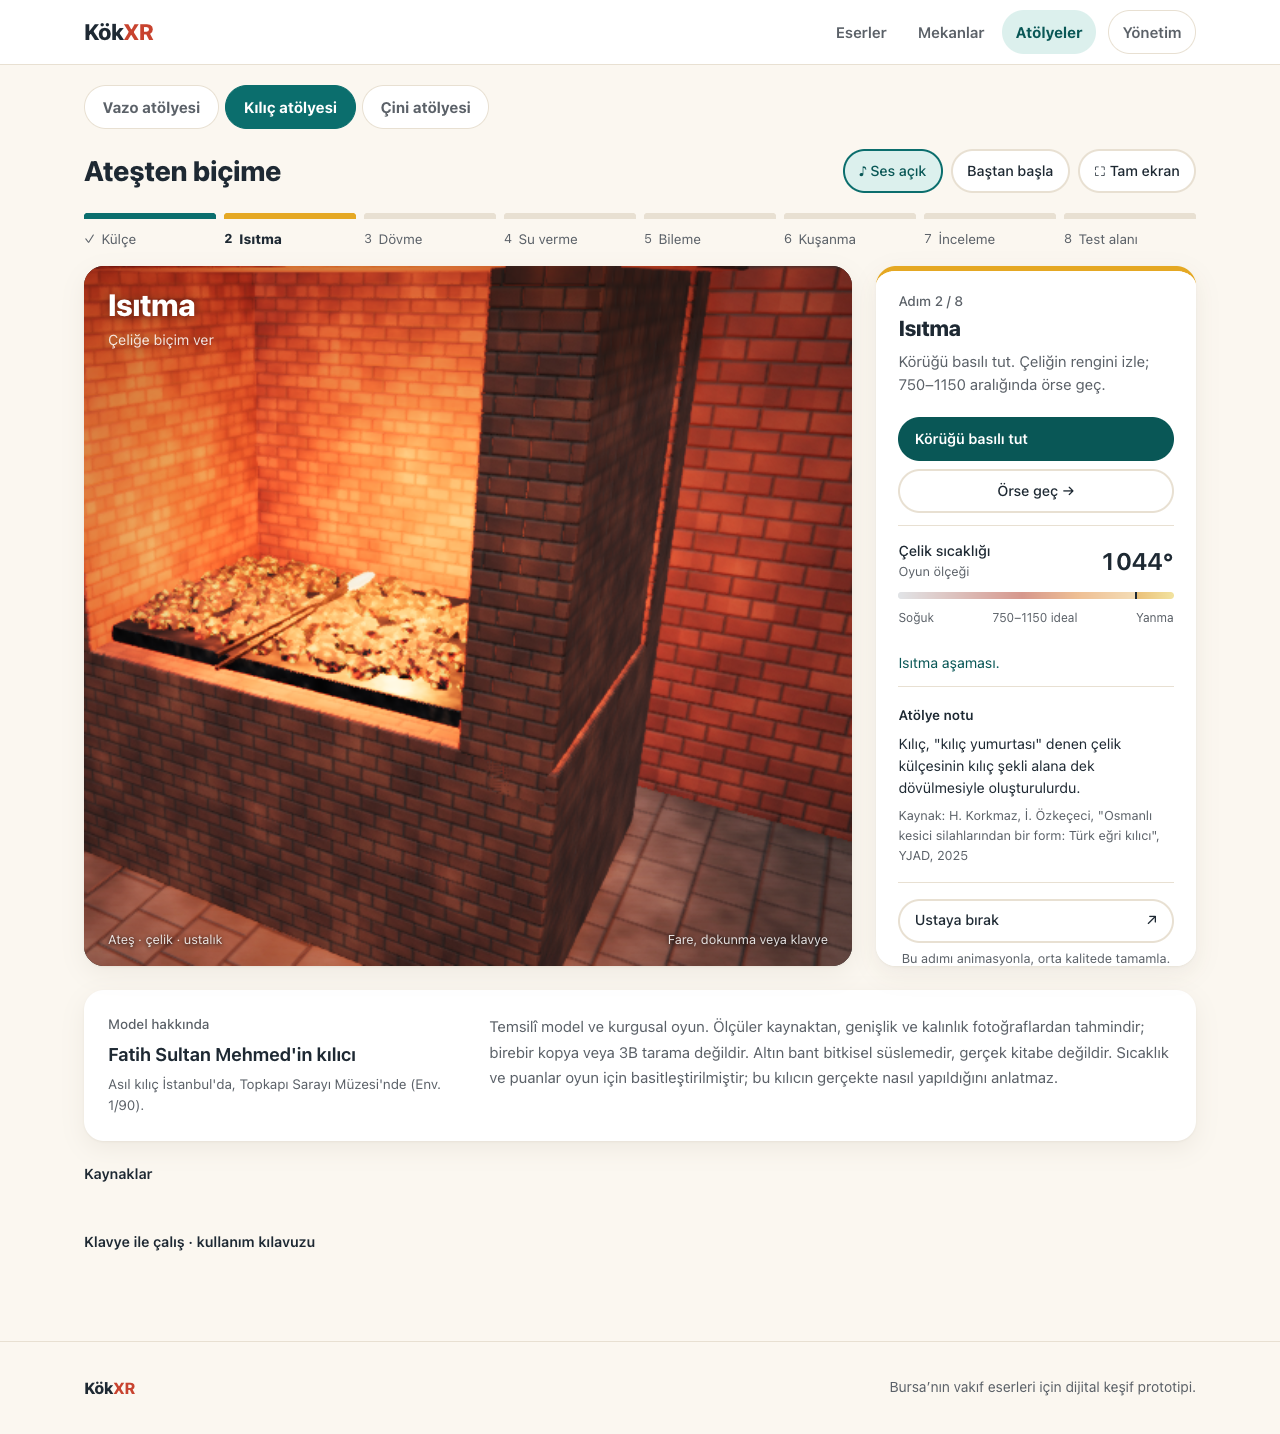 KökXR
Eserler
Mekanlar
Atölyeler
Yönetim
Vazo atölyesi
Kılıç atölyesi
Çini atölyesi
Ateşten biçime
♪ Ses açık
Baştan başla
⛶ Tam ekran
✓ Külçe
2 Isıtma
3 Dövme
4 Su verme
5 Bileme
6 Kuşanma
7 İnceleme
8 Test alanı
Isıtma
Çeliğe biçim ver
Ateş · çelik · ustalık
Fare, dokunma veya klavye
Adım 2 / 8
Isıtma
Körüğü basılı tut. Çeliğin rengini izle;
750–1150 aralığında örse geç.
Körüğü basılı tut
Örse geç →
Çelik sıcaklığı
Oyun ölçeği
1044°
Soğuk
750–1150 ideal
Yanma
Isıtma aşaması.
Atölye notu
Kılıç, "kılıç yumurtası" denen çelik
külçesinin kılıç şekli alana dek
dövülmesiyle oluşturulurdu.
Kaynak: H. Korkmaz, İ. Özkeçeci, "Osmanlı
kesici silahlarından bir form: Türk eğri kılıcı",
YJAD, 2025
Ustaya bırak ↗
Bu adımı animasyonla, orta kalitede tamamla.
Model hakkında
Fatih Sultan Mehmed'in kılıcı
Asıl kılıç İstanbul'da, Topkapı Sarayı Müzesi'nde (Env.
1/90).
Temsilî model ve kurgusal oyun. Ölçüler kaynaktan, genişlik ve kalınlık fotoğraflardan tahmindir;
birebir kopya veya 3B tarama değildir. Altın bant bitkisel süslemedir, gerçek kitabe değildir. Sıcaklık
ve puanlar oyun için basitleştirilmiştir; bu kılıcın gerçekte nasıl yapıldığını anlatmaz.
Kaynaklar
Klavye ile çalış · kullanım kılavuzu
KökXR
Bursa’nın vakıf eserleri için dijital keşif prototipi.